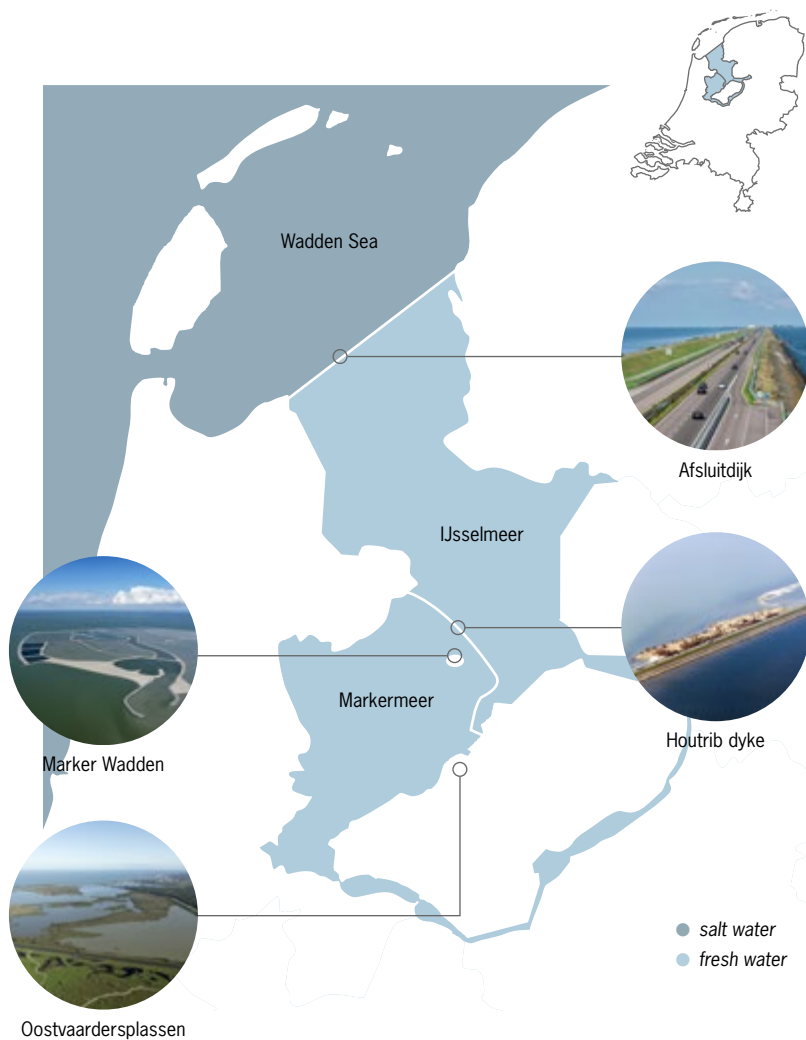 Wadden Sea
Afsluitdijk
IJsselmeer
Markermeer
Marker Wadden
Houtrib dyke
Oostvaardersplassen
salt water
fresh water